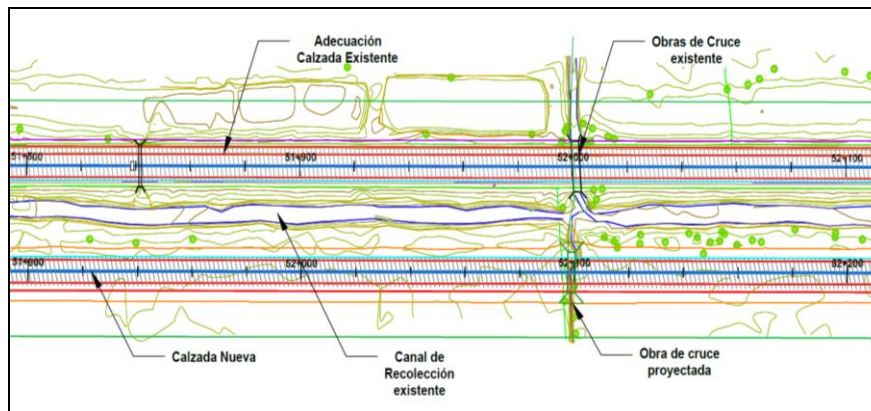 Adecuación
Calzada Existente
Obras de Cruce
existente
51+800
51+900
52+000
52+100
51+900
52+000
52+100
52+200
Calzada Nueva
Canal de
Recolección
existente
Obra de cruce
proyectada